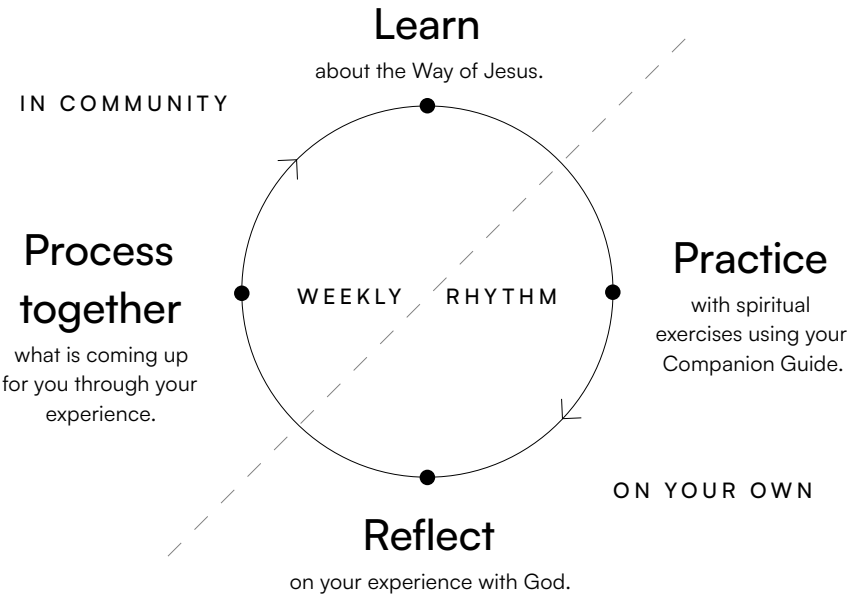 Learn
about the Way of Jesus.
IN COMMUNITY
Process
together
what is coming up
for you through your
experience.
WEEKLY RHYTHM
Practice
with spiritual
exercises using your
Companion Guide.
ON YOUR OWN
Reflect
on your experience with God.